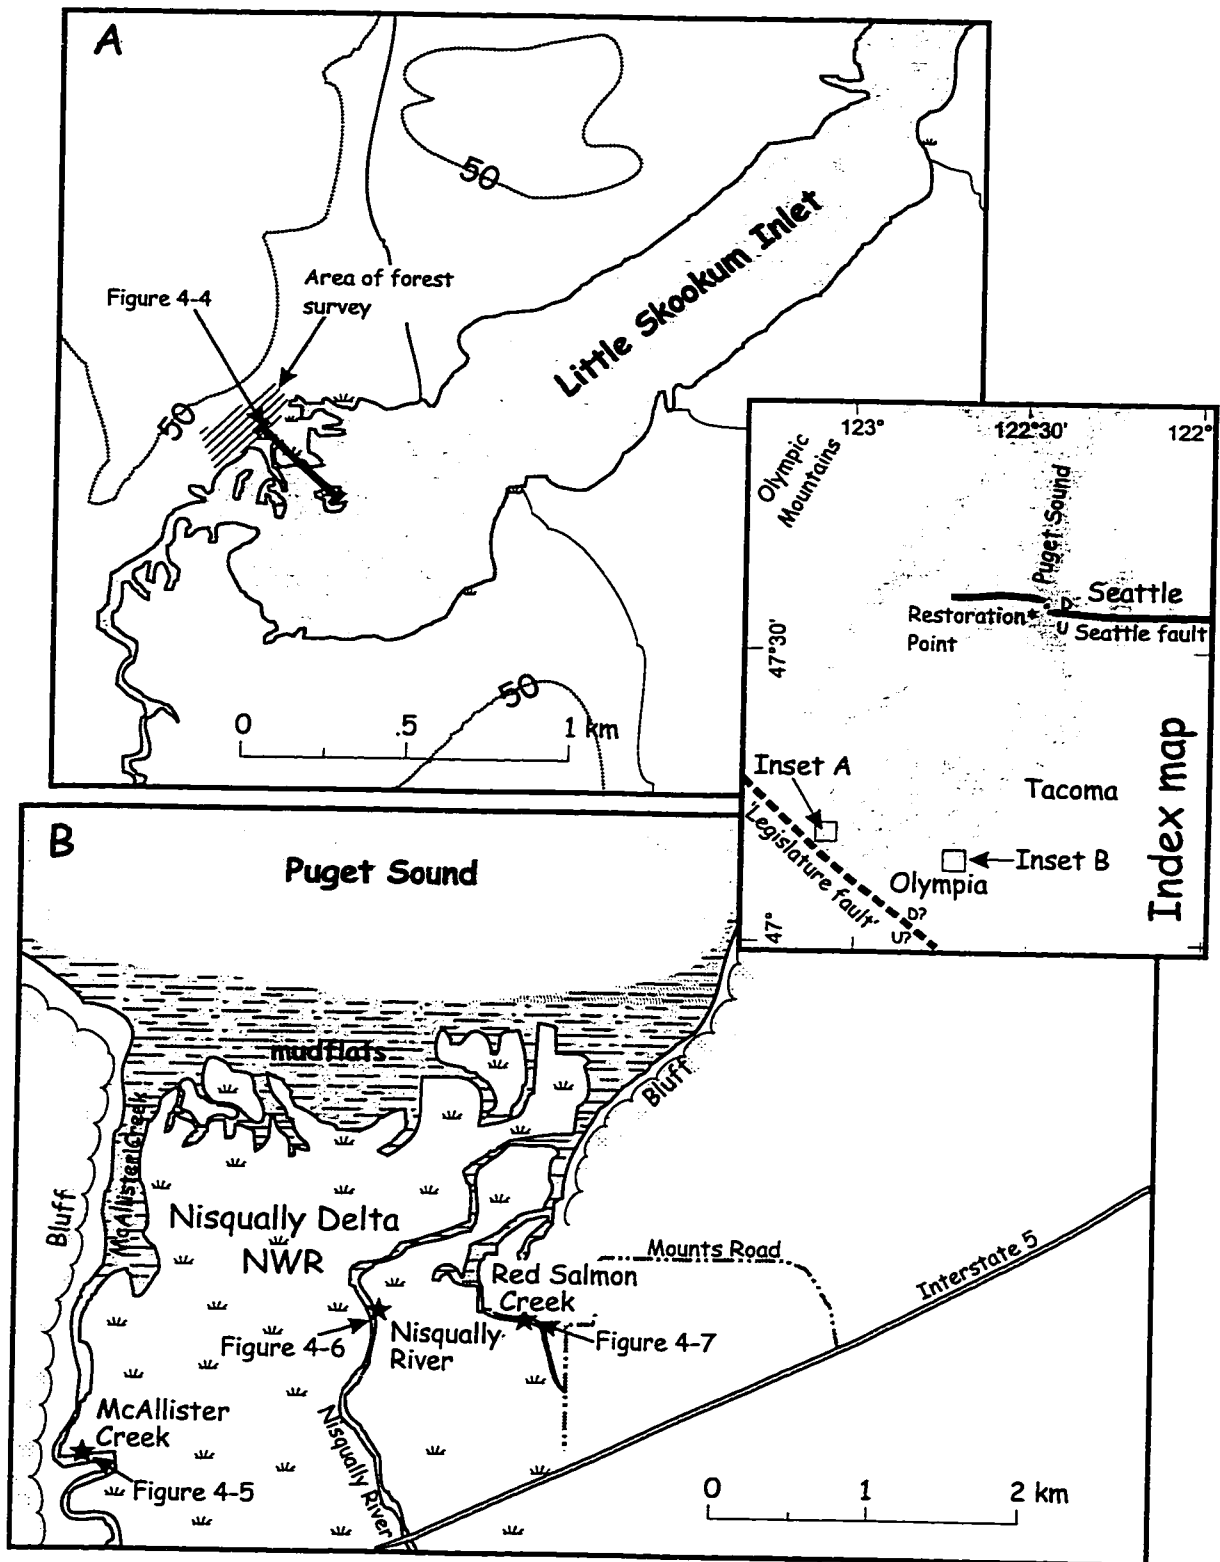 A
50
Little Skookum Inlet
Area of forest
survey
Figure 4-4
50
50
0 .5 1 km
123° 122°30' 122°
Olympic
Mountains
Puget Sound
D Seattle
Restoration
Point
U Seattle fault
47°30'
Inset A
Tacoma
'Legislature fault'
Inset B
Olympia
D?
U?
47°
Index map
B
Puget Sound
mudflats
Bluff
McAllister Creek
Bluff
Nisqually Delta
NWR
Mounts Road
Interstate 5
Red Salmon
Creek
Figure 4-6
Nisqually
River
Figure 4-7
McAllister
Creek
Nisqually River
Figure 4-5
0 1 2 km